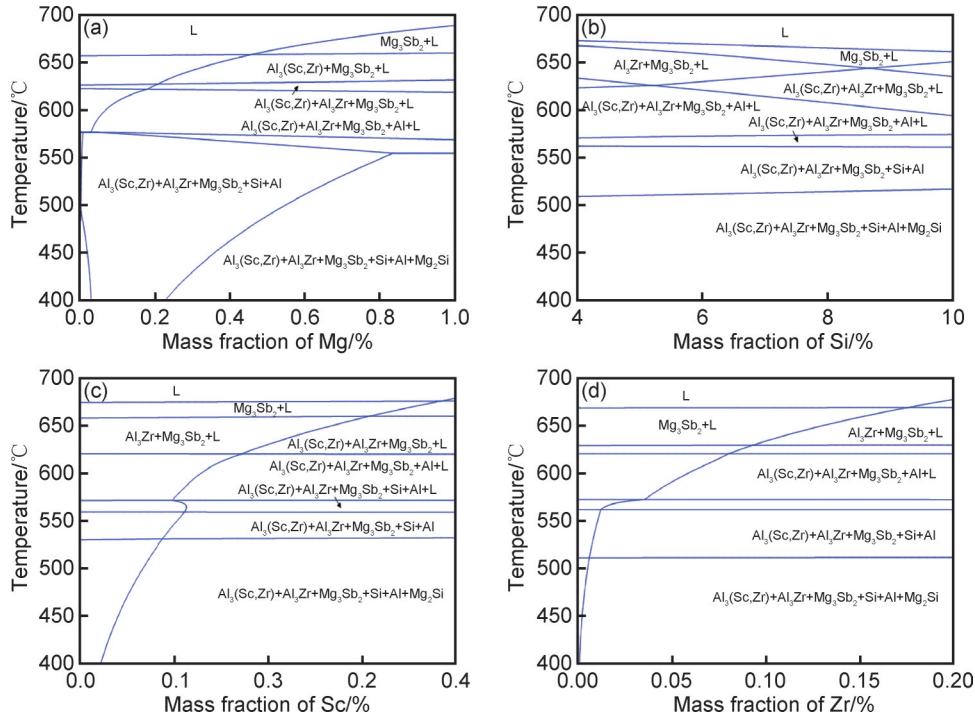 (a)
L
Mg₃Sb₂+L
Al₃(Sc,Zr)+Mg₃Sb₂+L
Al₃(Sc,Zr)+Al₃Zr+Mg₃Sb₂+L
Al₃(Sc,Zr)+Al₃Zr+Mg₃Sb₂+Al+L
Al₃(Sc,Zr)+Al₃Zr+Mg₃Sb₂+Si+Al
Al₃(Sc,Zr)+Al₃Zr+Mg₃Sb₂+Si+Al+Mg₂Si
700
650
600
550
500
450
400
Temperature/℃
0.0 0.2 0.4 0.6 0.8 1.0
Mass fraction of Mg/%
(b)
L
Mg₃Sb₂+L
Al₃Zr+Mg₃Sb₂+L
Al₃(Sc,Zr)+Al₃Zr+Mg₃Sb₂+L
Al₃(Sc,Zr)+Al₃Zr+Mg₃Sb₂+Al+L
Al₃(Sc,Zr)+Al₃Zr+Mg₃Sb₂+Al+L
Al₃(Sc,Zr)+Al₃Zr+Mg₃Sb₂+Si+Al
Al₃(Sc,Zr)+Al₃Zr+Mg₃Sb₂+Si+Al+Mg₂Si
700
650
600
550
500
450
400
Temperature/℃
4 6 8 10
Mass fraction of Si/%
(c)
L
Mg₃Sb₂+L
Al₃Zr+Mg₃Sb₂+L
Al₃(Sc,Zr)+Al₃Zr+Mg₃Sb₂+L
Al₃(Sc,Zr)+Al₃Zr+Mg₃Sb₂+Al+L
Al₃(Sc,Zr)+Al₃Zr+Mg₃Sb₂+Si+Al+L
Al₃(Sc,Zr)+Al₃Zr+Mg₃Sb₂+Si+Al
Al₃(Sc,Zr)+Al₃Zr+Mg₃Sb₂+Si+Al+Mg₂Si
700
650
600
550
500
450
400
Temperature/℃
0.0 0.1 0.3 0.2 0.4
Mass fraction of Sc/%
(d)
L
Mg₃Sb₂+L
Al₃Zr+Mg₃Sb₂+L
Al₃(Sc,Zr)+Al₃Zr+Mg₃Sb₂+Al+L
Al₃(Sc,Zr)+Al₃Zr+Mg₃Sb₂+Si+Al
Al₃(Sc,Zr)+Al₃Zr+Mg₃Sb₂+Si+Al+Mg₂Si
700
650
600
550
500
450
400
Temperature/℃
0.00 0.05 0.10 0.15 0.20
Mass fraction of Zr/%